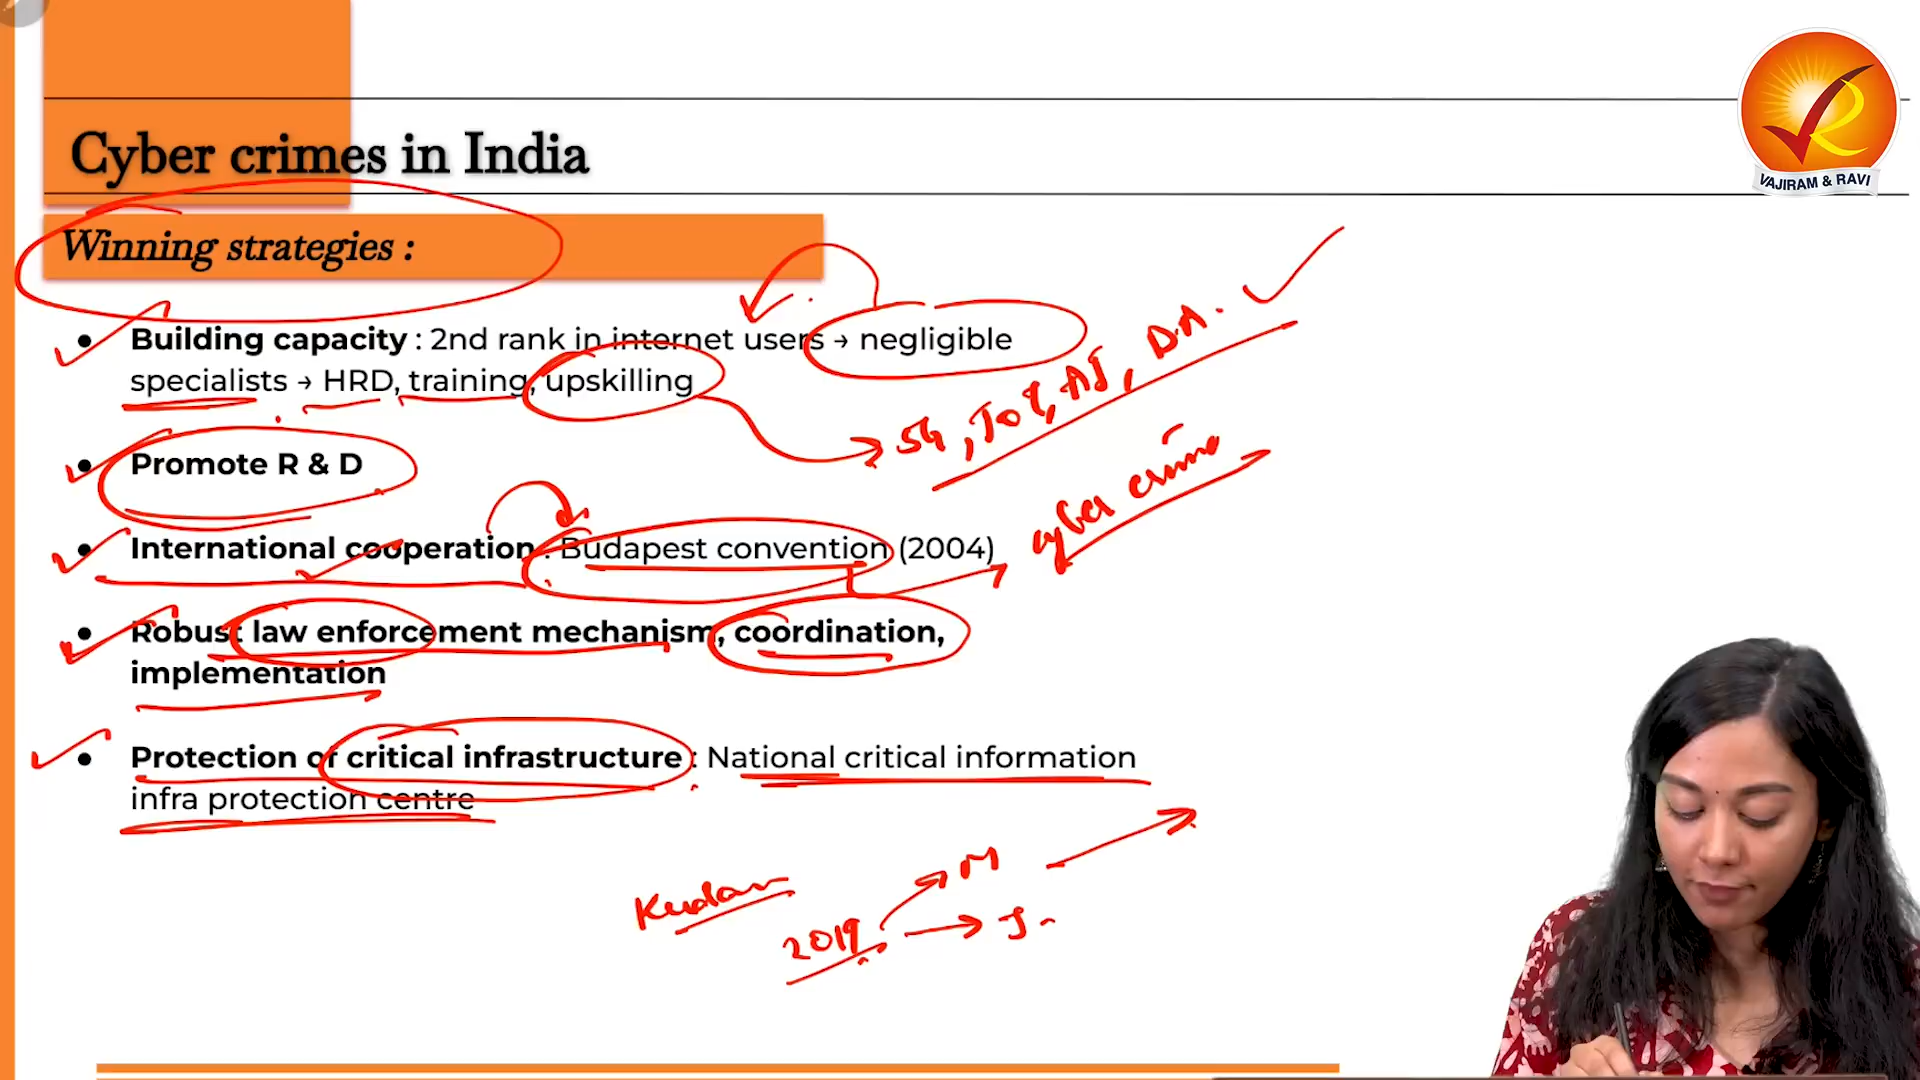 Cyber crimes in India
VAJIRAM & RAVI
Winning strategies :
● Building capacity : 2nd rank in internet users → negligible
specialists → HRD, training, upskilling
5G, IoT, AI, D.A.
● Promote R & D
● International cooperation : Budapest convention (2004)
cyber crime
● Robust law enforcement mechanism, coordination,
implementation
● Protection of critical infrastructure : National critical information
infra protection centre
Kudan
2019
M